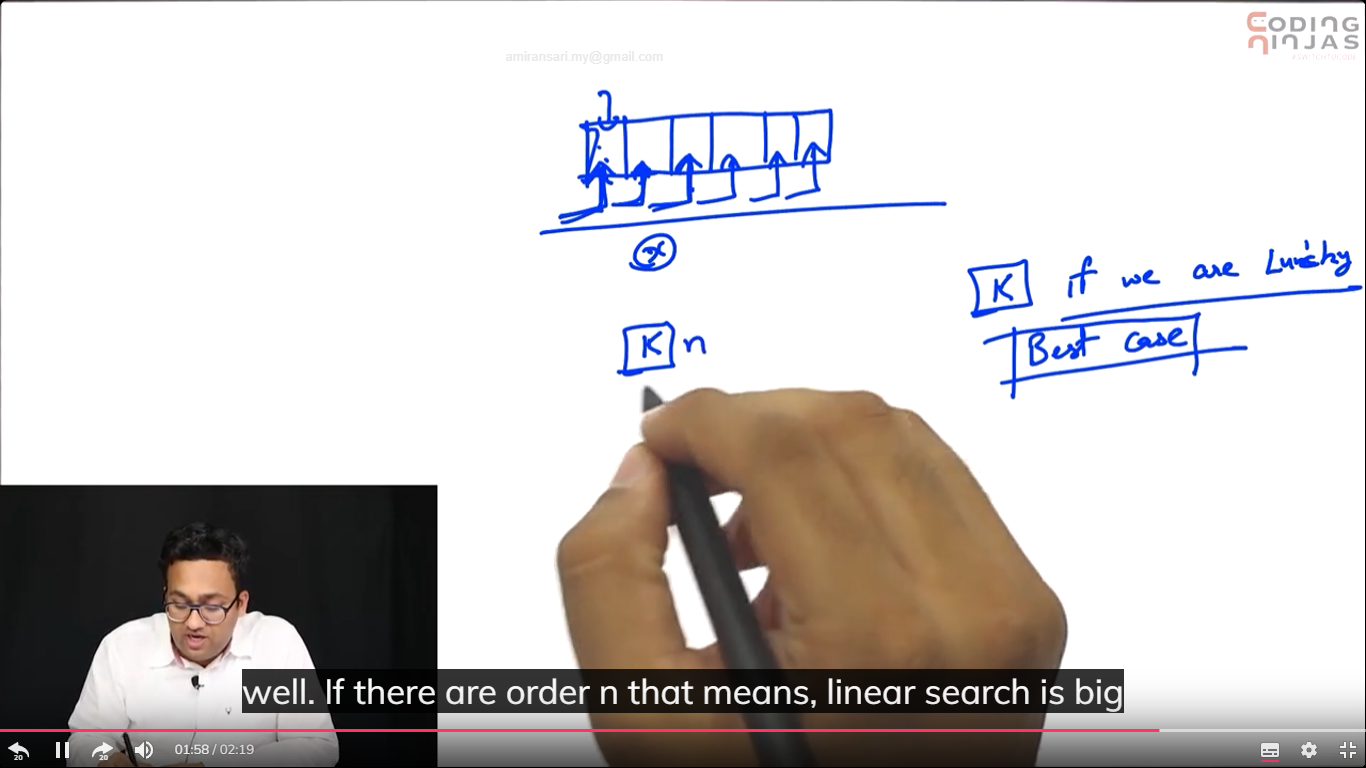 CODING
NINJAS
#SWITCHTOCODE
amiransari.my@gmail.com
x
K if we are Lucky
Best case
K n
well. If there are order n that means, linear search is big
20
20
01:58 / 02:19